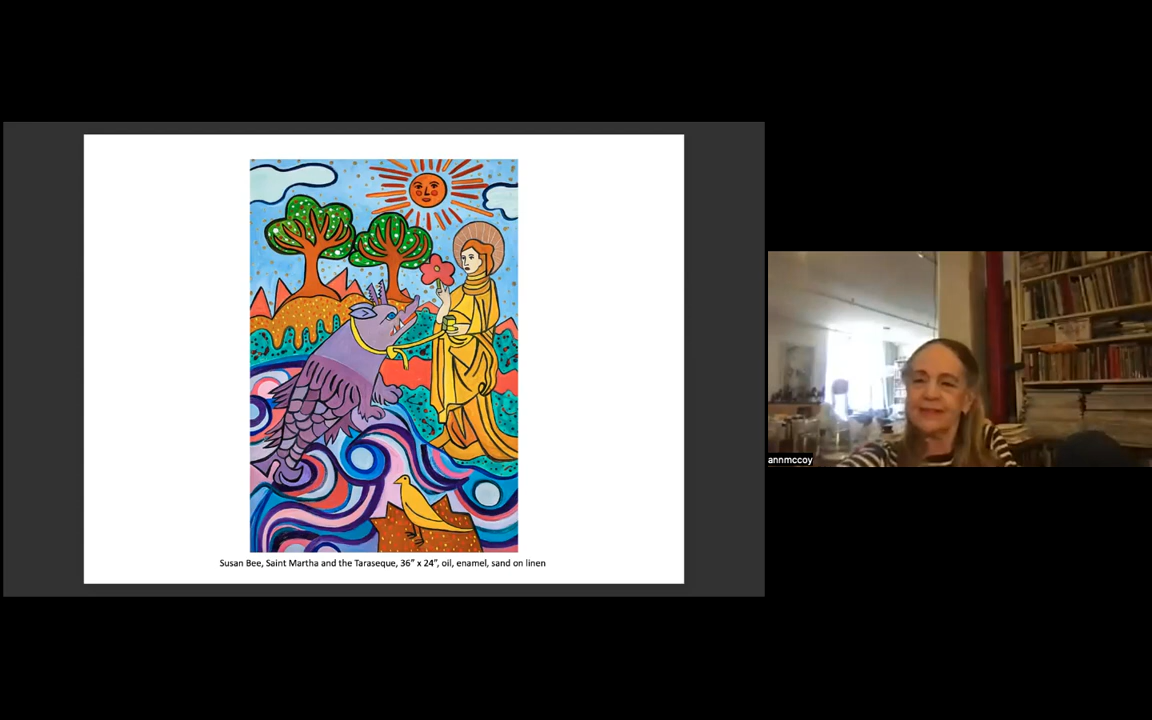 Susan Bee, Saint Martha and the Taraseque, 36” x 24”, oil, enamel, sand on linen
annmccoy